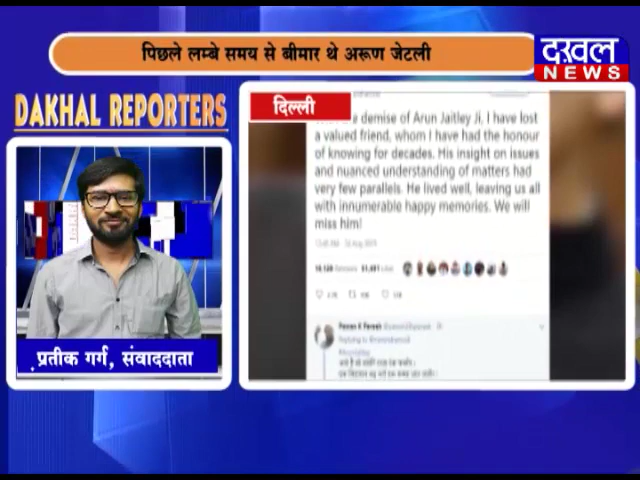 पिछले लम्बे समय से बीमार थे अरूण जेटली
दखल
NEWS
DAKHAL REPORTERS
दिल्ली
demise of Arun Jaitley Ji, I have lost
a valued friend, whom I have had the honour
of knowing for decades. His insight on issues
and nuanced understanding of matters had
very few parallels. He lived well, leaving us all
with innumerable happy memories. We will
miss him!
प्रतीक गर्ग, संवाददाता